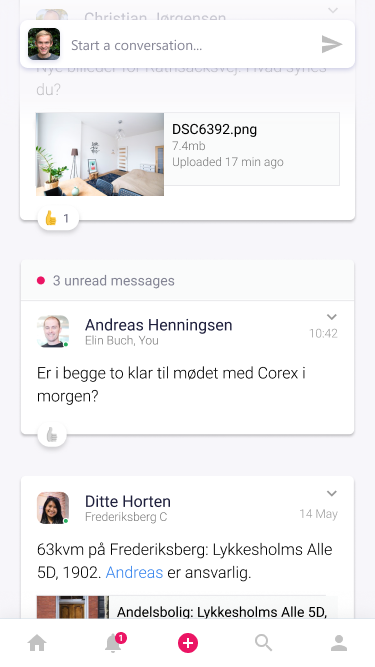 Christian Jørgensen
Start a conversation...
Nye billeder for Rathsacksvej. Hvad synes
du?
DSC6392.png
7.4mb
Uploaded 17 min ago
1
3 unread messages
Andreas Henningsen
10:42
Elin Buch, You
Er i begge to klar til mødet med Corex i
morgen?
Ditte Horten
14 May
Frederiksberg C
63kvm på Frederiksberg: Lykkesholms Alle
5D, 1902. Andreas er ansvarlig.
Andelsbolig: Lykkesholms Alle 5D,
1